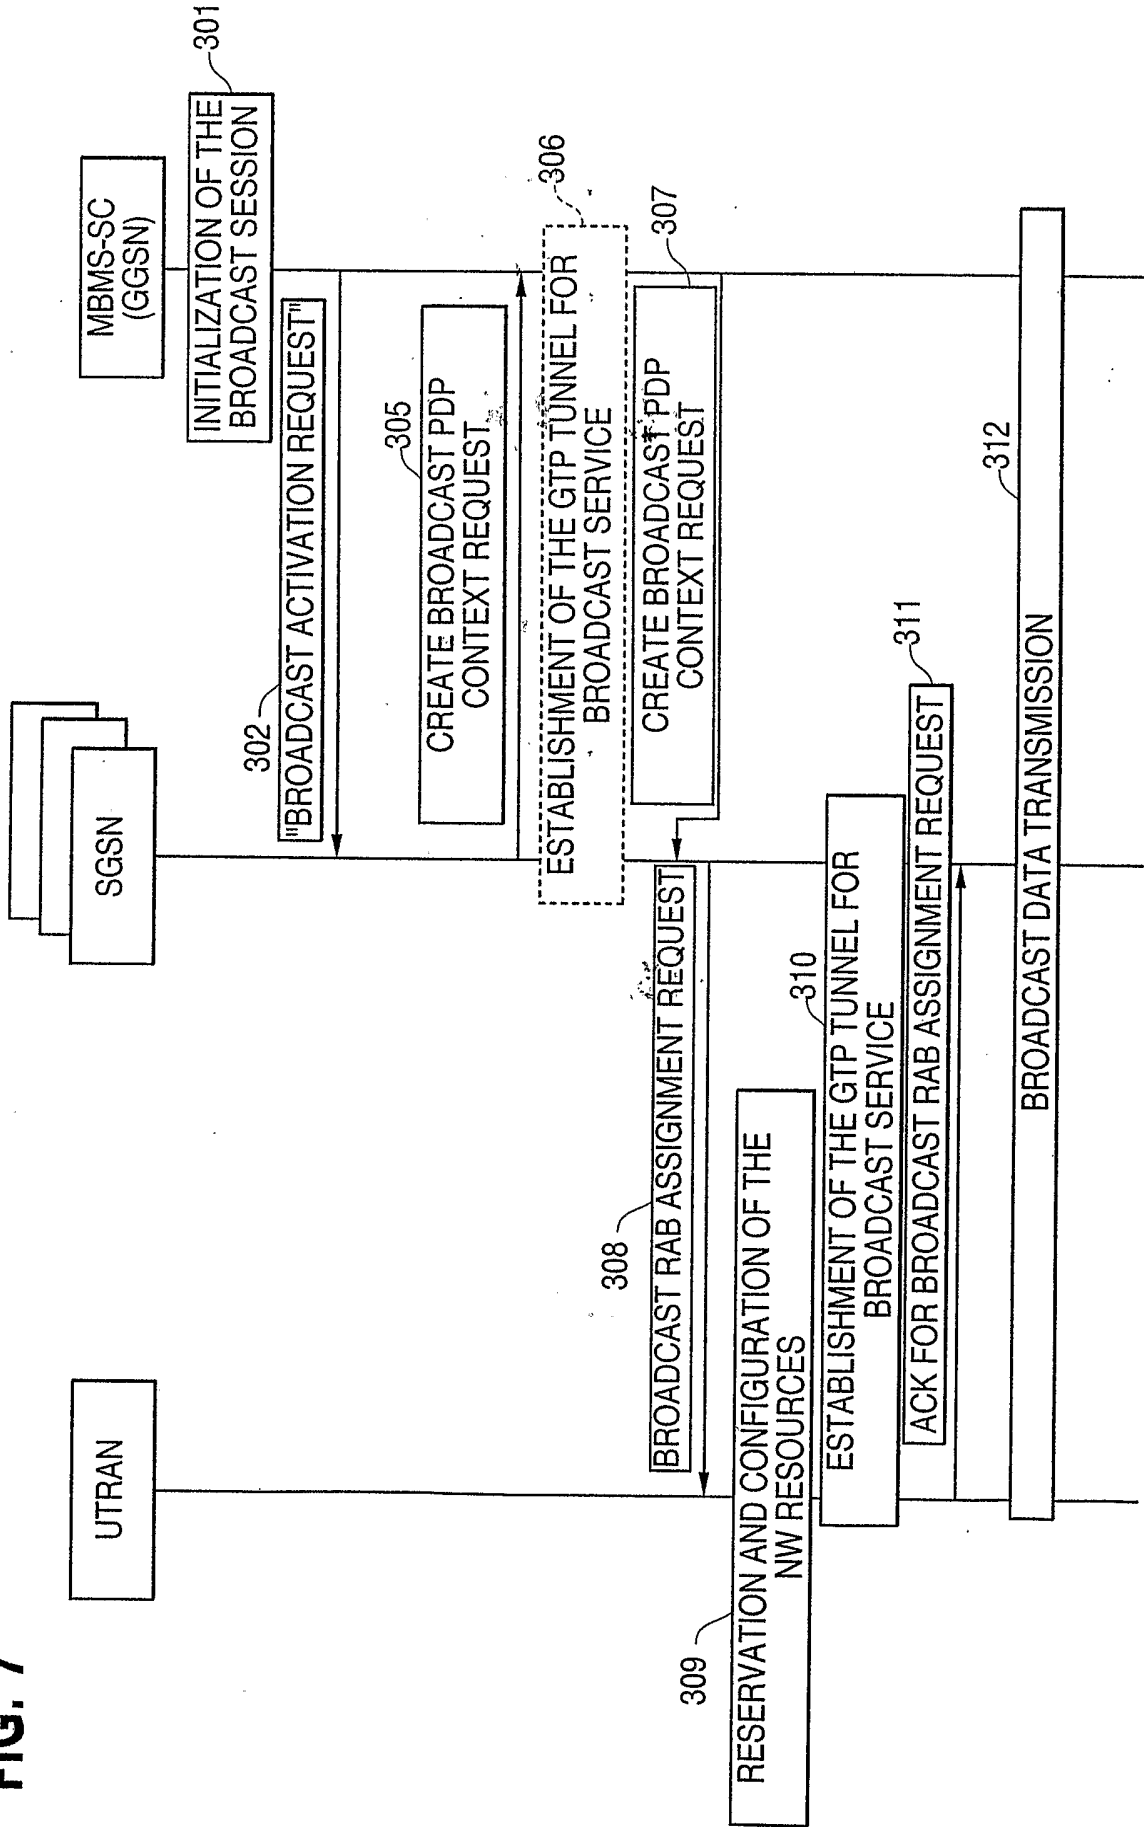 FIG. 7
UTRAN
SGSN
MBMS-SC
(GGSN)
301
INITIALIZATION OF THE
BROADCAST SESSION
302
"BROADCAST ACTIVATION REQUEST"
305
CREATE BROADCAST PDP
CONTEXT REQUEST
306
ESTABLISHMENT OF THE GTP TUNNEL FOR
BROADCAST SERVICE
307
CREATE BROADCAST PDP
CONTEXT REQUEST
308
BROADCAST RAB ASSIGNMENT REQUEST
309
RESERVATION AND CONFIGURATION OF THE
NW RESOURCES
310
ESTABLISHMENT OF THE GTP TUNNEL FOR
BROADCAST SERVICE
311
ACK FOR BROADCAST RAB ASSIGNMENT REQUEST
312
BROADCAST DATA TRANSMISSION